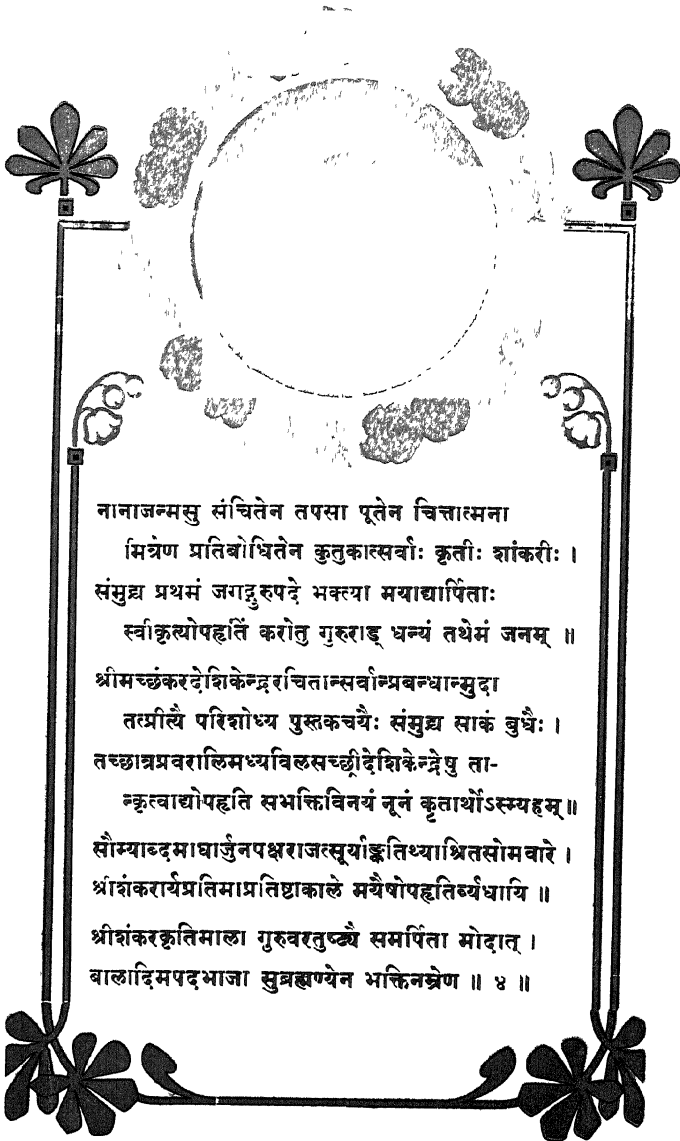 नानाजन्मसु संचितेन तपसा पूतेन चित्तात्मना
मित्रेण प्रतिबोधितेन कुतुकात्सर्वाः कृतीः शांकरीः ।
संमुद्य प्रथमं जगद्गुरुपदे भक्त्या मयाद्यार्पिताः
स्वीकृत्योपहृतिं करोतु गुरुराड् धन्यं तथेमं जनम् ॥
श्रीमच्छंकरदेशिकेन्द्ररचितान्सर्वान्प्रबन्धान्मुदा
तत्प्रीत्यै परिशोध्य पुस्तकचयैः संमुद्य साकं बुधैः ।
तच्छात्रप्रवरालिमध्यविलसच्छ्रीदेशिकेन्द्रेषु ता-
न्कृत्वाद्योपहृति सभक्तिविनयं नूनं कृतार्थोऽस्म्यहम् ॥
सौम्याब्दमाघार्जुनपक्षराजत्सूर्याङ्कतिथ्याश्रितसोमवारे ।
श्रीशंकरार्यप्रतिमाप्रतिष्टाकाले मयैषोपहृतिर्ब्यधायि ॥
श्रीशंकरकृतिमाला गुरुवरतुष्ट्यै समर्पिता मोदात् ।
बालादिमपदभाजा सुब्रह्मण्येन भक्तिनम्रेण ॥ ४ ॥